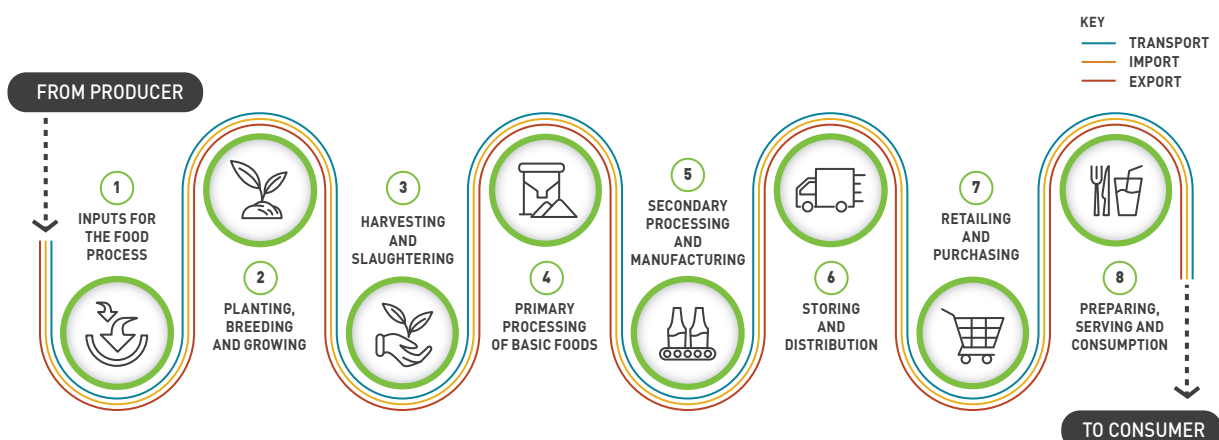 KEY
TRANSPORT
IMPORT
EXPORT
FROM PRODUCER
1
INPUTS FOR
THE FOOD
PROCESS
2
PLANTING,
BREEDING
AND GROWING
3
HARVESTING
AND
SLAUGHTERING
4
PRIMARY
PROCESSING
OF BASIC FOODS
5
SECONDARY
PROCESSING
AND
MANUFACTURING
6
STORING
AND
DISTRIBUTION
7
RETAILING
AND
PURCHASING
8
PREPARING,
SERVING AND
CONSUMPTION
TO CONSUMER